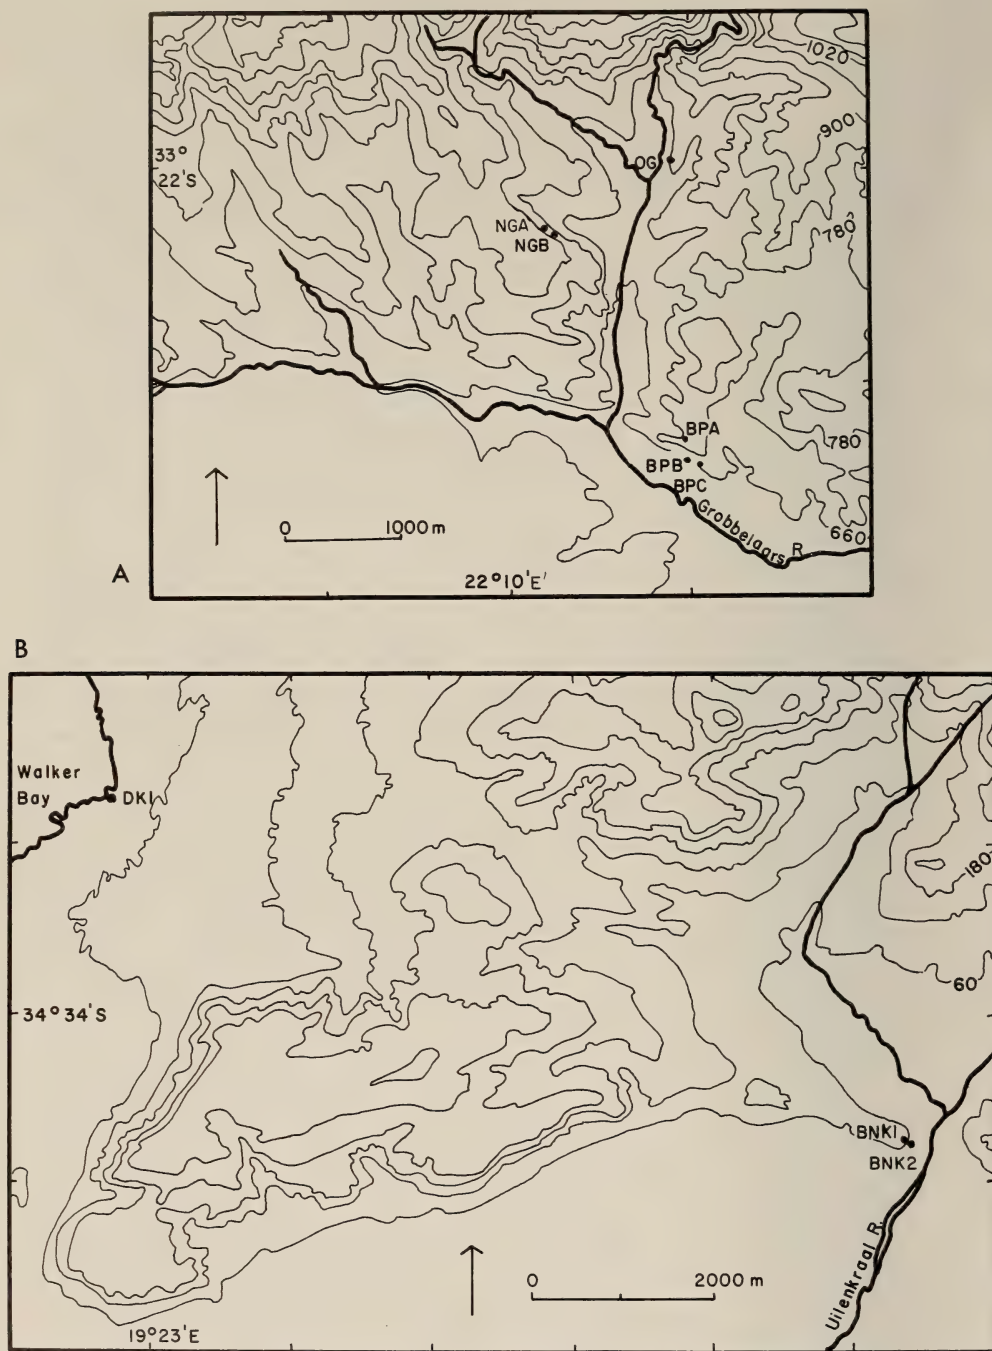 1020
900
33°
22'S
OG
NGA
NGB
780
BPA
780
BPB
BPC
Grobbelaars R.
660
0 1000 m
22°10'E
A
B
Walker
Bay
DK1
180
60
34°34'S
BNK1
BNK2
Uilenkraal R.
0 2000 m
19°23'E